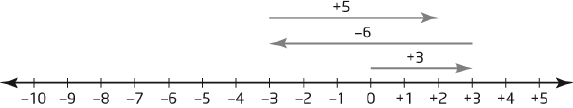 +5
–6
+3
–10 –9 –8 –7 –6 –5 –4 –3 –2 –1 0 +1 +2 +3 +4 +5